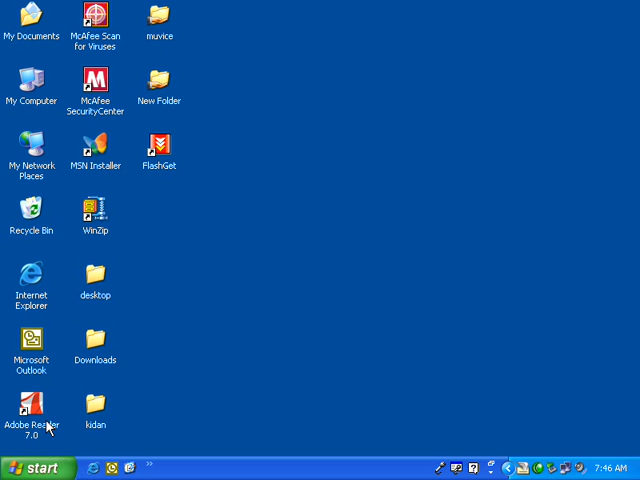 My Documents
McAfee Scan
for Viruses
muvice
My Computer
McAfee
SecurityCenter
New Folder
My Network
Places
MSN Installer
FlashGet
Recycle Bin
WinZip
Internet
Explorer
desktop
Microsoft
Outlook
Downloads
Adobe Reader
7.0
kidan
start
7:46 AM